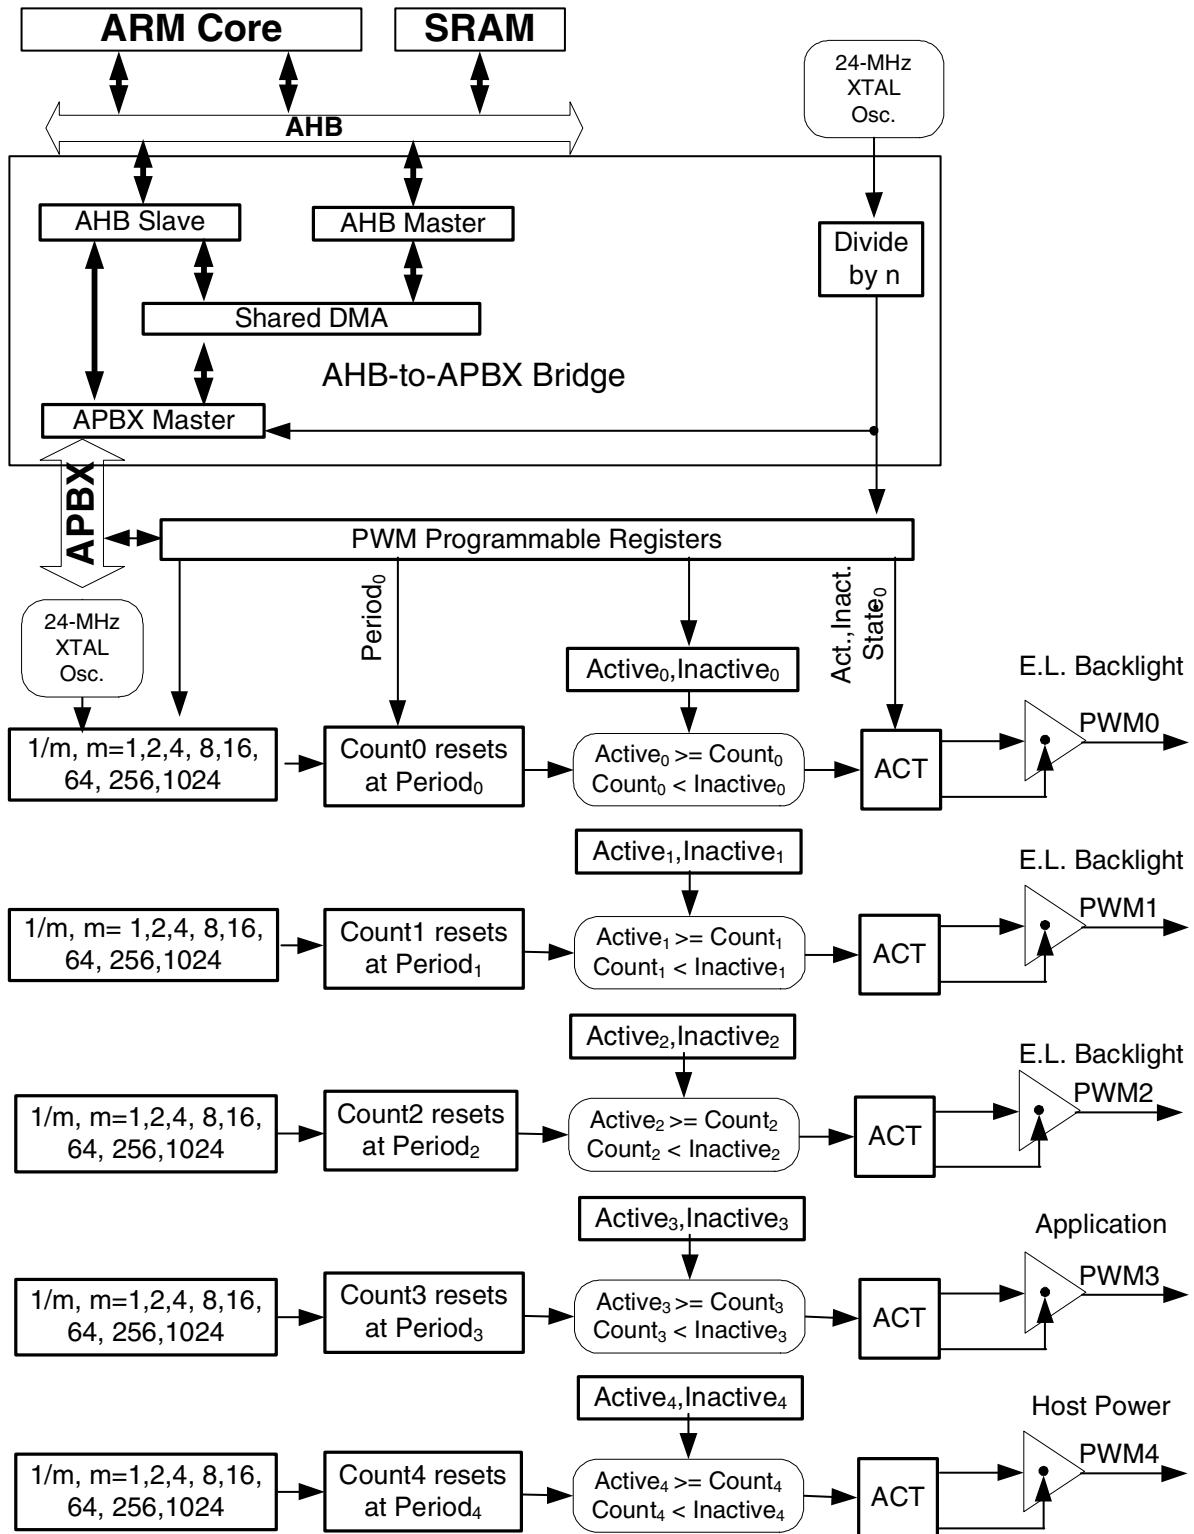 ARM Core
SRAM
24-MHz
XTAL
Osc.
AHB
AHB Slave
AHB Master
Divide
by n
Shared DMA
AHB-to-APBX Bridge
APBX Master
APBX
PWM Programmable Registers
24-MHz
XTAL
Osc.
Period₀
Act.,Inact.
State₀
Active₀,Inactive₀
E.L. Backlight
1/m, m=1,2,4, 8,16,
64, 256,1024
Count0 resets
at Period₀
Active₀ >= Count₀
Count₀ < Inactive₀
ACT
PWM0
Active₁,Inactive₁
E.L. Backlight
1/m, m= 1,2,4, 8,16,
64, 256,1024
Count1 resets
at Period₁
Active₁ >= Count₁
Count₁ < Inactive₁
ACT
PWM1
Active₂,Inactive₂
E.L. Backlight
1/m, m=1,2,4, 8,16,
64, 256,1024
Count2 resets
at Period₂
Active₂ >= Count₂
Count₂ < Inactive₂
ACT
PWM2
Active₃,Inactive₃
Application
1/m, m=1,2,4, 8,16,
64, 256,1024
Count3 resets
at Period₃
Active₃ >= Count₃
Count₃ < Inactive₃
ACT
PWM3
Active₄,Inactive₄
Host Power
1/m, m=1,2,4, 8,16,
64, 256,1024
Count4 resets
at Period₄
Active₄ >= Count₄
Count₄ < Inactive₄
ACT
PWM4